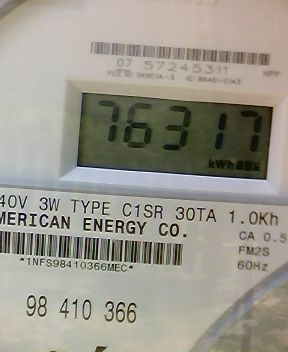 07 57245311
76317
kWh
40V 3W TYPE C1SR 30TA 1.0Kh
MERICAN ENERGY CO.
CA 0.5
FM2S
*1NFS98410366MEC*
60Hz
98 410 366